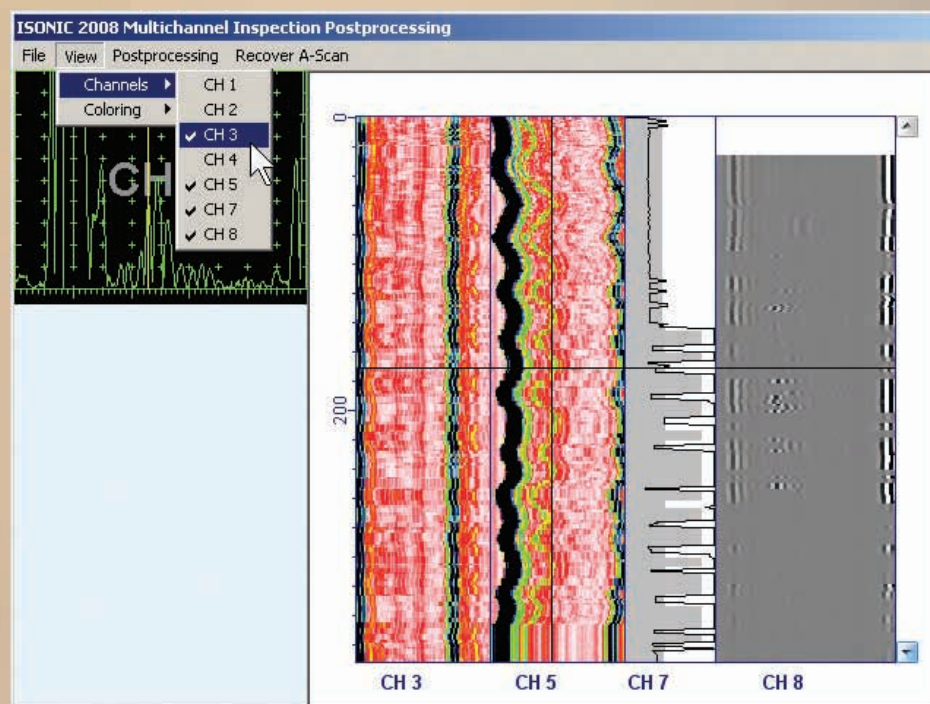 ISONIC 2008 Multichannel Inspection Postprocessing
File View Postprocessing Recover A-Scan
Channels
Coloring
CH 1
CH 2
CH 3
CH 4
CH 5
CH 7
CH 8
CH
0
200
CH 3 CH 5 CH 7 CH 8